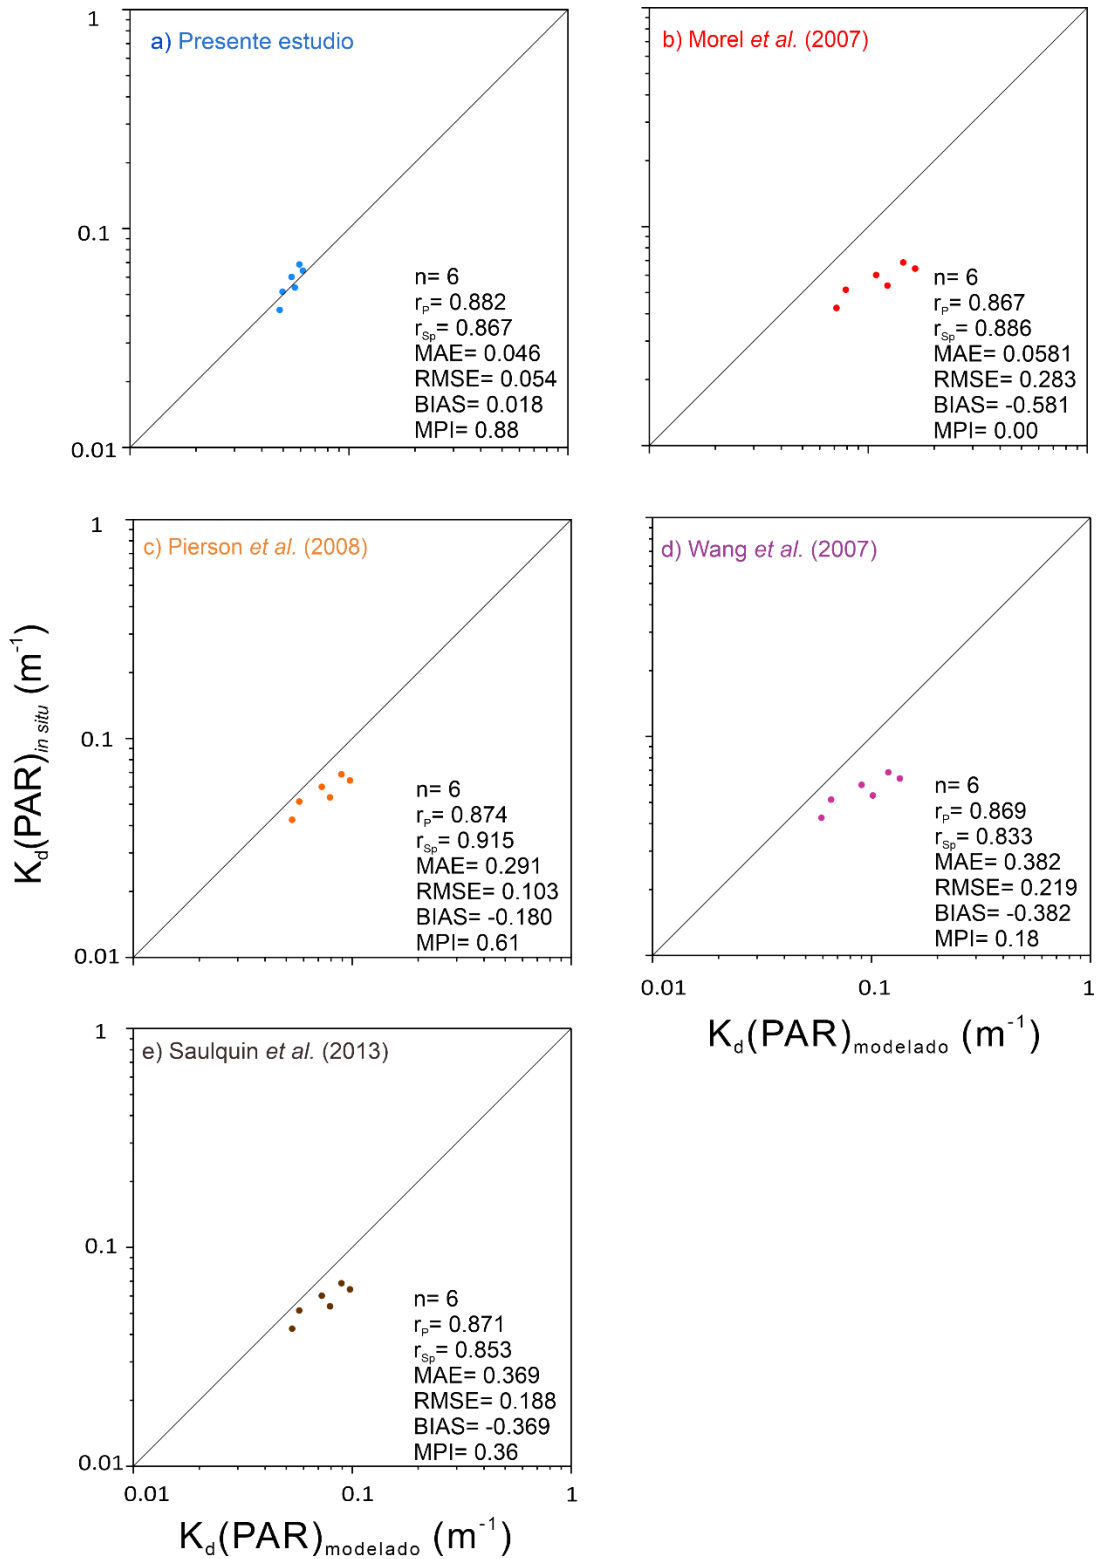 1
a) Presente estudio
0.1
n= 6
rₚ= 0.882
rSp= 0.867
MAE= 0.046
RMSE= 0.054
BIAS= 0.018
MPI= 0.88
0.01
b) Morel et al. (2007)
n= 6
rₚ= 0.867
rSp= 0.886
MAE= 0.0581
RMSE= 0.283
BIAS= -0.581
MPI= 0.00
Kd(PAR)in situ (m⁻¹)
1
c) Pierson et al. (2008)
0.1
n= 6
rₚ= 0.874
rSp= 0.915
MAE= 0.291
RMSE= 0.103
BIAS= -0.180
MPI= 0.61
0.01
d) Wang et al. (2007)
n= 6
rₚ= 0.869
rSp= 0.833
MAE= 0.382
RMSE= 0.219
BIAS= -0.382
MPI= 0.18
0.01 0.1 1
Kd(PAR)modelado (m⁻¹)
1
e) Saulquin et al. (2013)
0.1
n= 6
rₚ= 0.871
rSp= 0.853
MAE= 0.369
RMSE= 0.188
BIAS= -0.369
MPI= 0.36
0.01
0.01 0.1 1
Kd(PAR)modelado (m⁻¹)